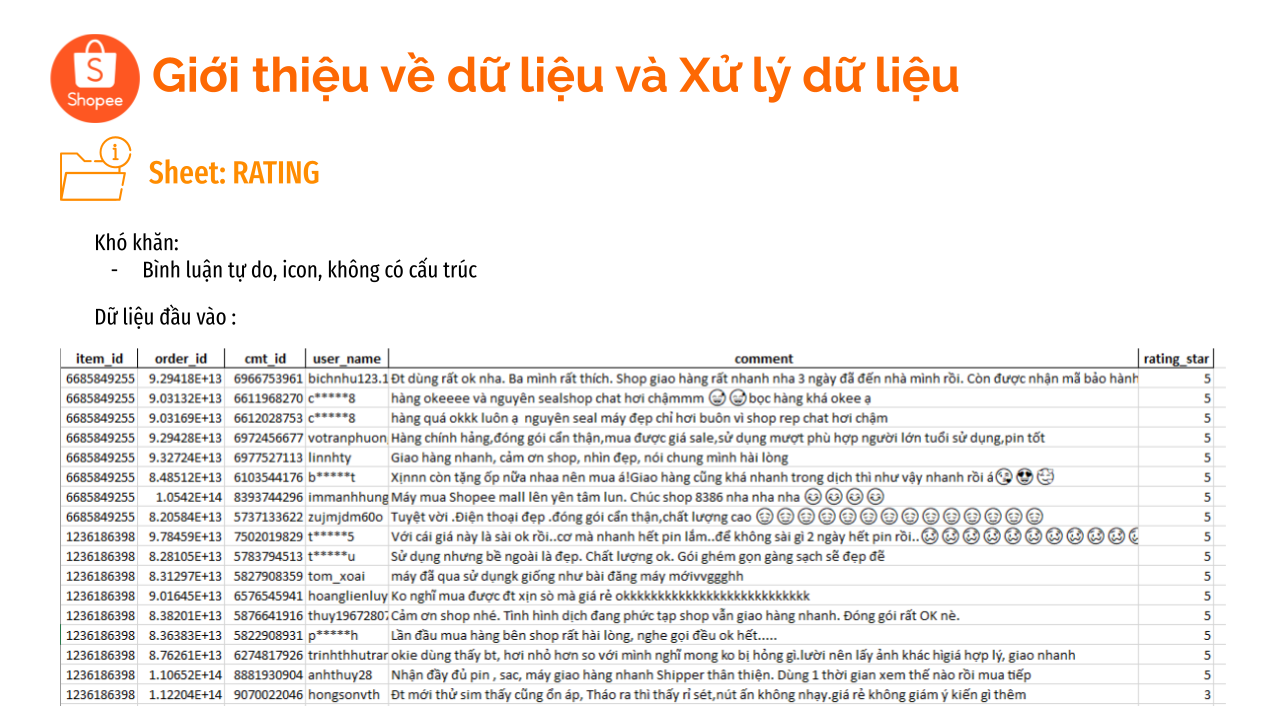 Shopee
Giới thiệu về dữ liệu và Xử lý dữ liệu
Sheet: RATING
Khó khăn:
- Bình luận tự do, icon, không có cấu trúc
Dữ liệu đầu vào :
item_id order_id cmt_id user_name comment rating_star
6685849255 9.29418E+13 6966753961 bichnhu123.1 Đt dùng rất ok nha. Ba mình rất thích. Shop giao hàng rất nhanh nha 3 ngày đã đến nhà mình rồi. Còn được nhận mã bảo hành 5
6685849255 9.03132E+13 6611968270 c*****8 hàng okeeee và nguyên sealshop chat hơi chậmmm 😅😅bọc hàng khá okee ạ 5
6685849255 9.03169E+13 6612028753 c*****8 hàng quá okkk luôn ạ nguyên seal máy đẹp chỉ hơi buồn vì shop rep chat hơi chậm 5
6685849255 9.29428E+13 6972456677 votranphuon Hàng chính hảng,đóng gói cẩn thận,mua được giá sale,sử dụng mượt phù hợp người lớn tuổi sử dụng,pin tốt 5
6685849255 9.32724E+13 6977527113 linnhty Giao hàng nhanh, cảm ơn shop, nhìn đẹp, nói chung mình hài lòng 5
6685849255 8.48512E+13 6103544176 b*****t Xịnnn còn tặng ốp nữa nhaa nên mua á!Giao hàng cũng khá nhanh trong dịch thì như vậy nhanh rồi á 5
6685849255 1.0542E+14 8393744296 immanhhung Máy mua Shopee mall lên yên tâm lun. Chúc shop 8386 nha nha nha 5
6685849255 8.20584E+13 5737133622 zujmjdm60o Tuyệt vời .Điện thoại đẹp .đóng gói cẩn thận,chất lượng cao 5
1236186398 9.78459E+13 7502019829 t*****5 Với cái giá này là sài ok rồi..cơ mà nhanh hết pin lắm..để không sài gì 2 ngày hết pin rồi.. 5
1236186398 8.28105E+13 5783794513 t*****u Sử dụng nhưng bề ngoài là đẹp. Chất lượng ok. Gói ghém gọn gàng sạch sẽ đẹp đẽ 5
1236186398 8.31297E+13 5827908359 tom_xoai máy đã qua sử dụngk giống như bài đăng máy mớivvggghh 5
1236186398 9.01645E+13 6576545941 hoanglienluy Ko nghĩ mua được đt xịn sò mà giá rẻ okkkkkkkkkkkkkkkkkkkkkkkkkk 5
1236186398 8.38201E+13 5876641916 thuy1967280 Cảm ơn shop nhé. Tình hình dịch đang phức tạp shop vẫn giao hàng nhanh. Đóng gói rất OK nè. 5
1236186398 8.36383E+13 5822908931 p*****h Lần đầu mua hàng bên shop rất hài lòng, nghe gọi đều ok hết..... 5
1236186398 8.76261E+13 6274817926 trinhthhutrar okie dùng thấy bt, hơi nhỏ hơn so với mình nghĩ mong ko bị hỏng gì.lười nên lấy ảnh khác hìgiá hợp lý, giao nhanh 5
1236186398 1.10652E+14 8881930904 anhthuy28 Nhận đầy đủ pin , sac, máy giao hàng nhanh Shipper thân thiện. Dùng 1 thời gian xem thế nào rồi mua tiếp 5
1236186398 1.12204E+14 9070022046 hongsonvth Đt mới thử sim thấy cũng ổn áp, Tháo ra thì thấy rỉ sét,nút ấn không nhạy.giá rẻ không giám ý kiến gì thêm 3